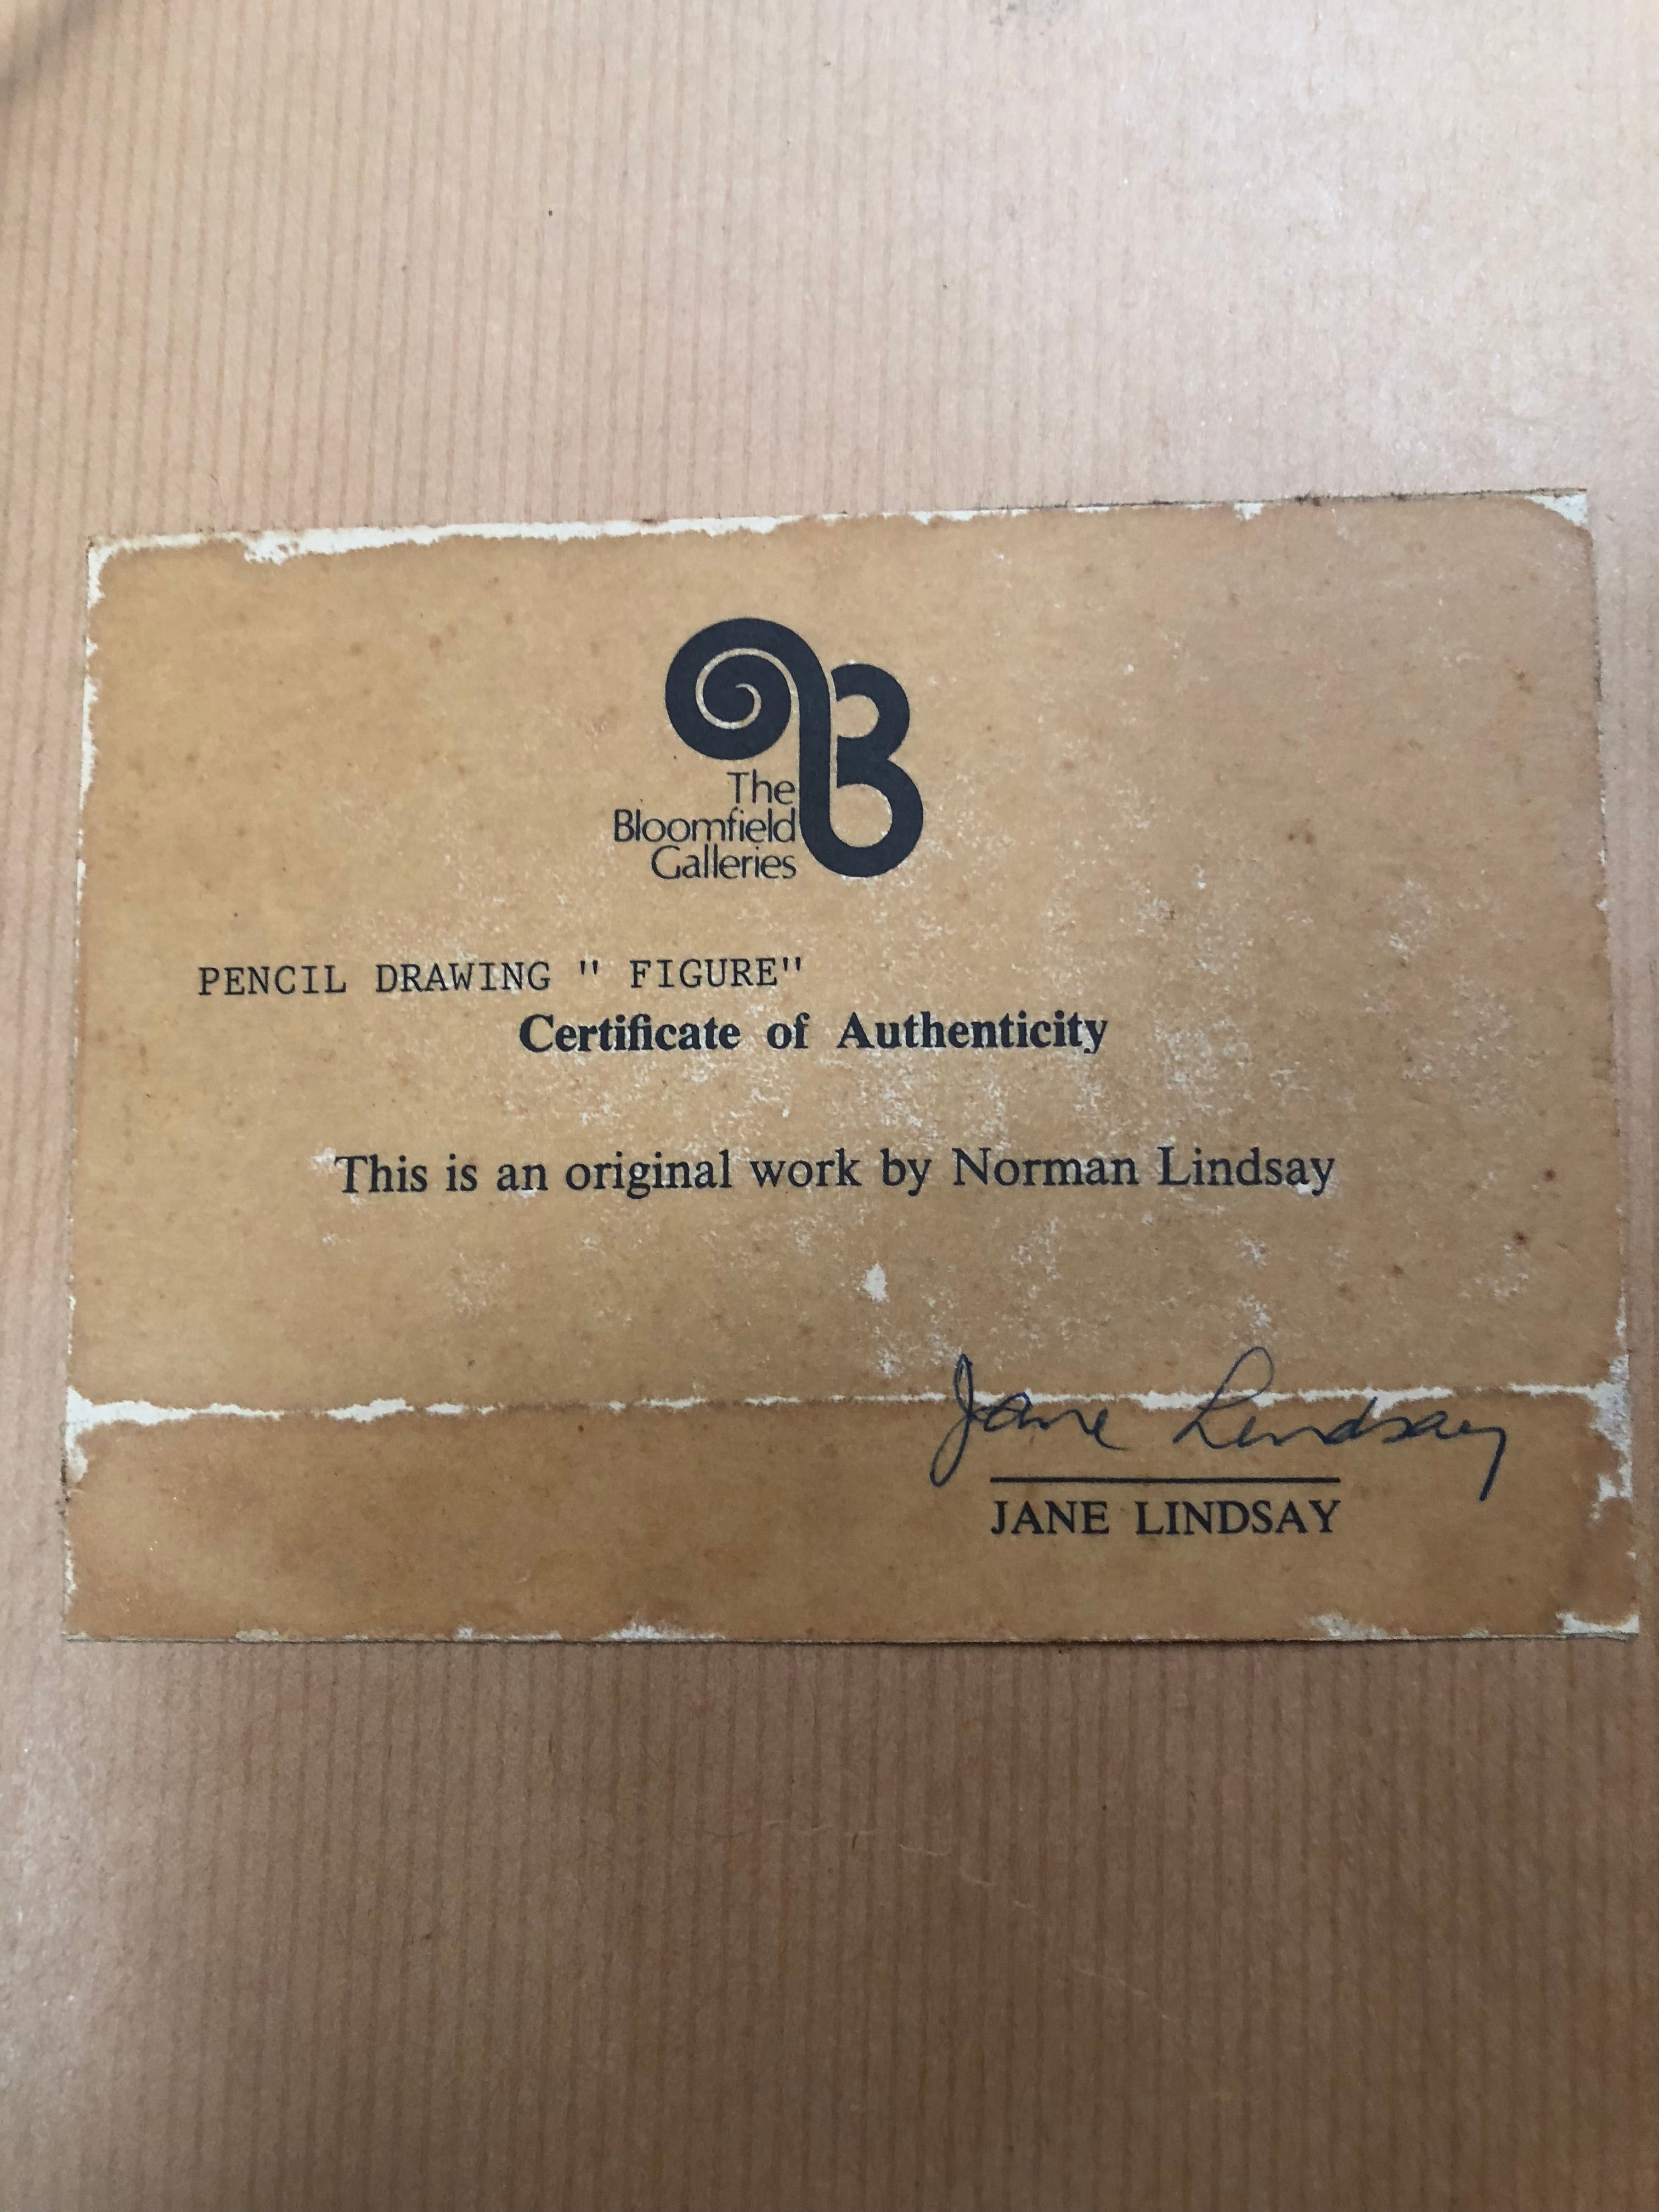 The
Bloomfield
Galleries
PENCIL DRAWING " FIGURE"
Certificate of Authenticity
This is an original work by Norman Lindsay
Jane Lindsay
JANE LINDSAY